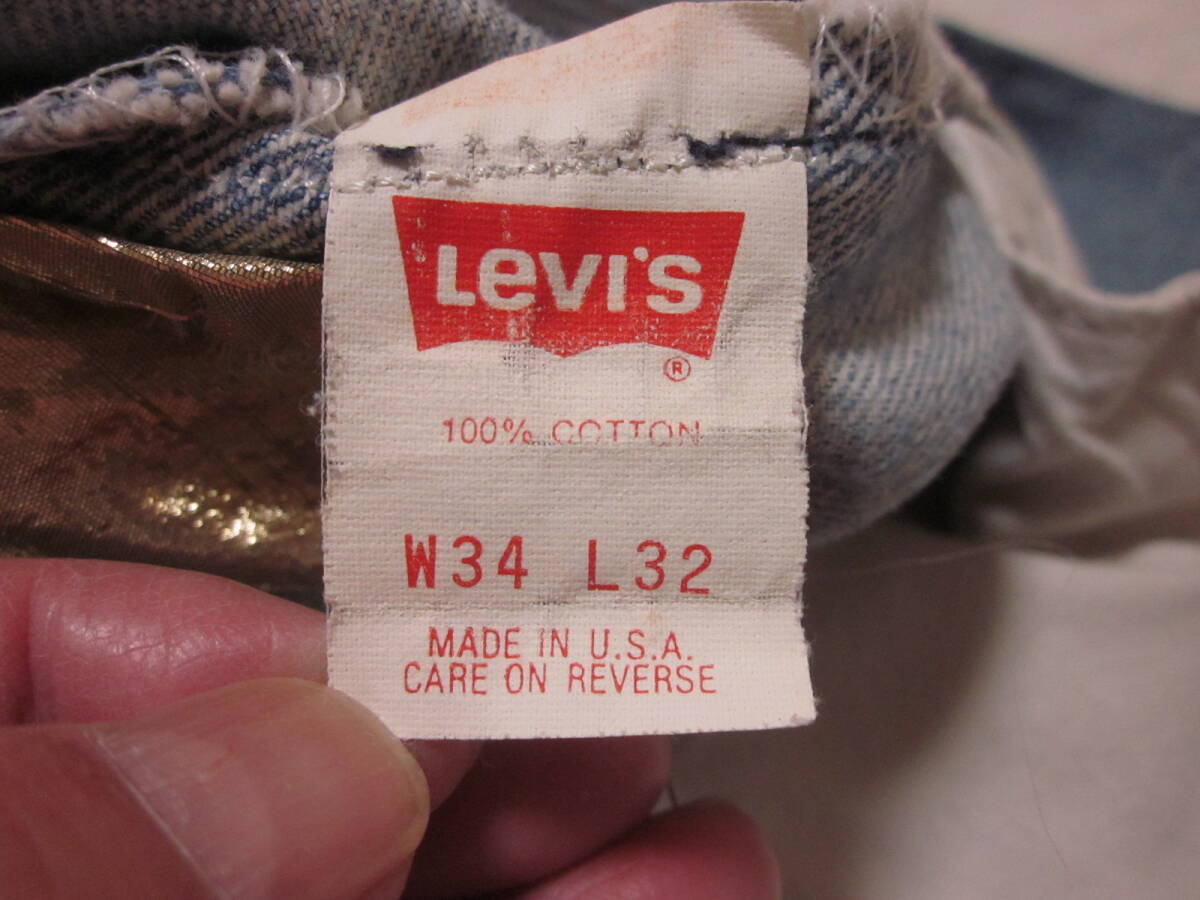 Levi's
®
100% COTTON
W34 L32
MADE IN U.S.A.
CARE ON REVERSE